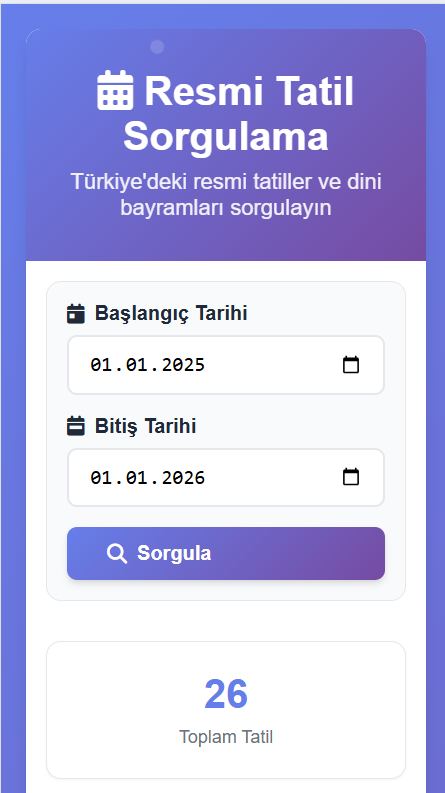 Resmi Tatil
Sorgulama
Türkiye'deki resmi tatiller ve dini
bayramları sorgulayın
Başlangıç Tarihi
01.01.2025
Bitiş Tarihi
01.01.2026
Sorgula
26
Toplam Tatil